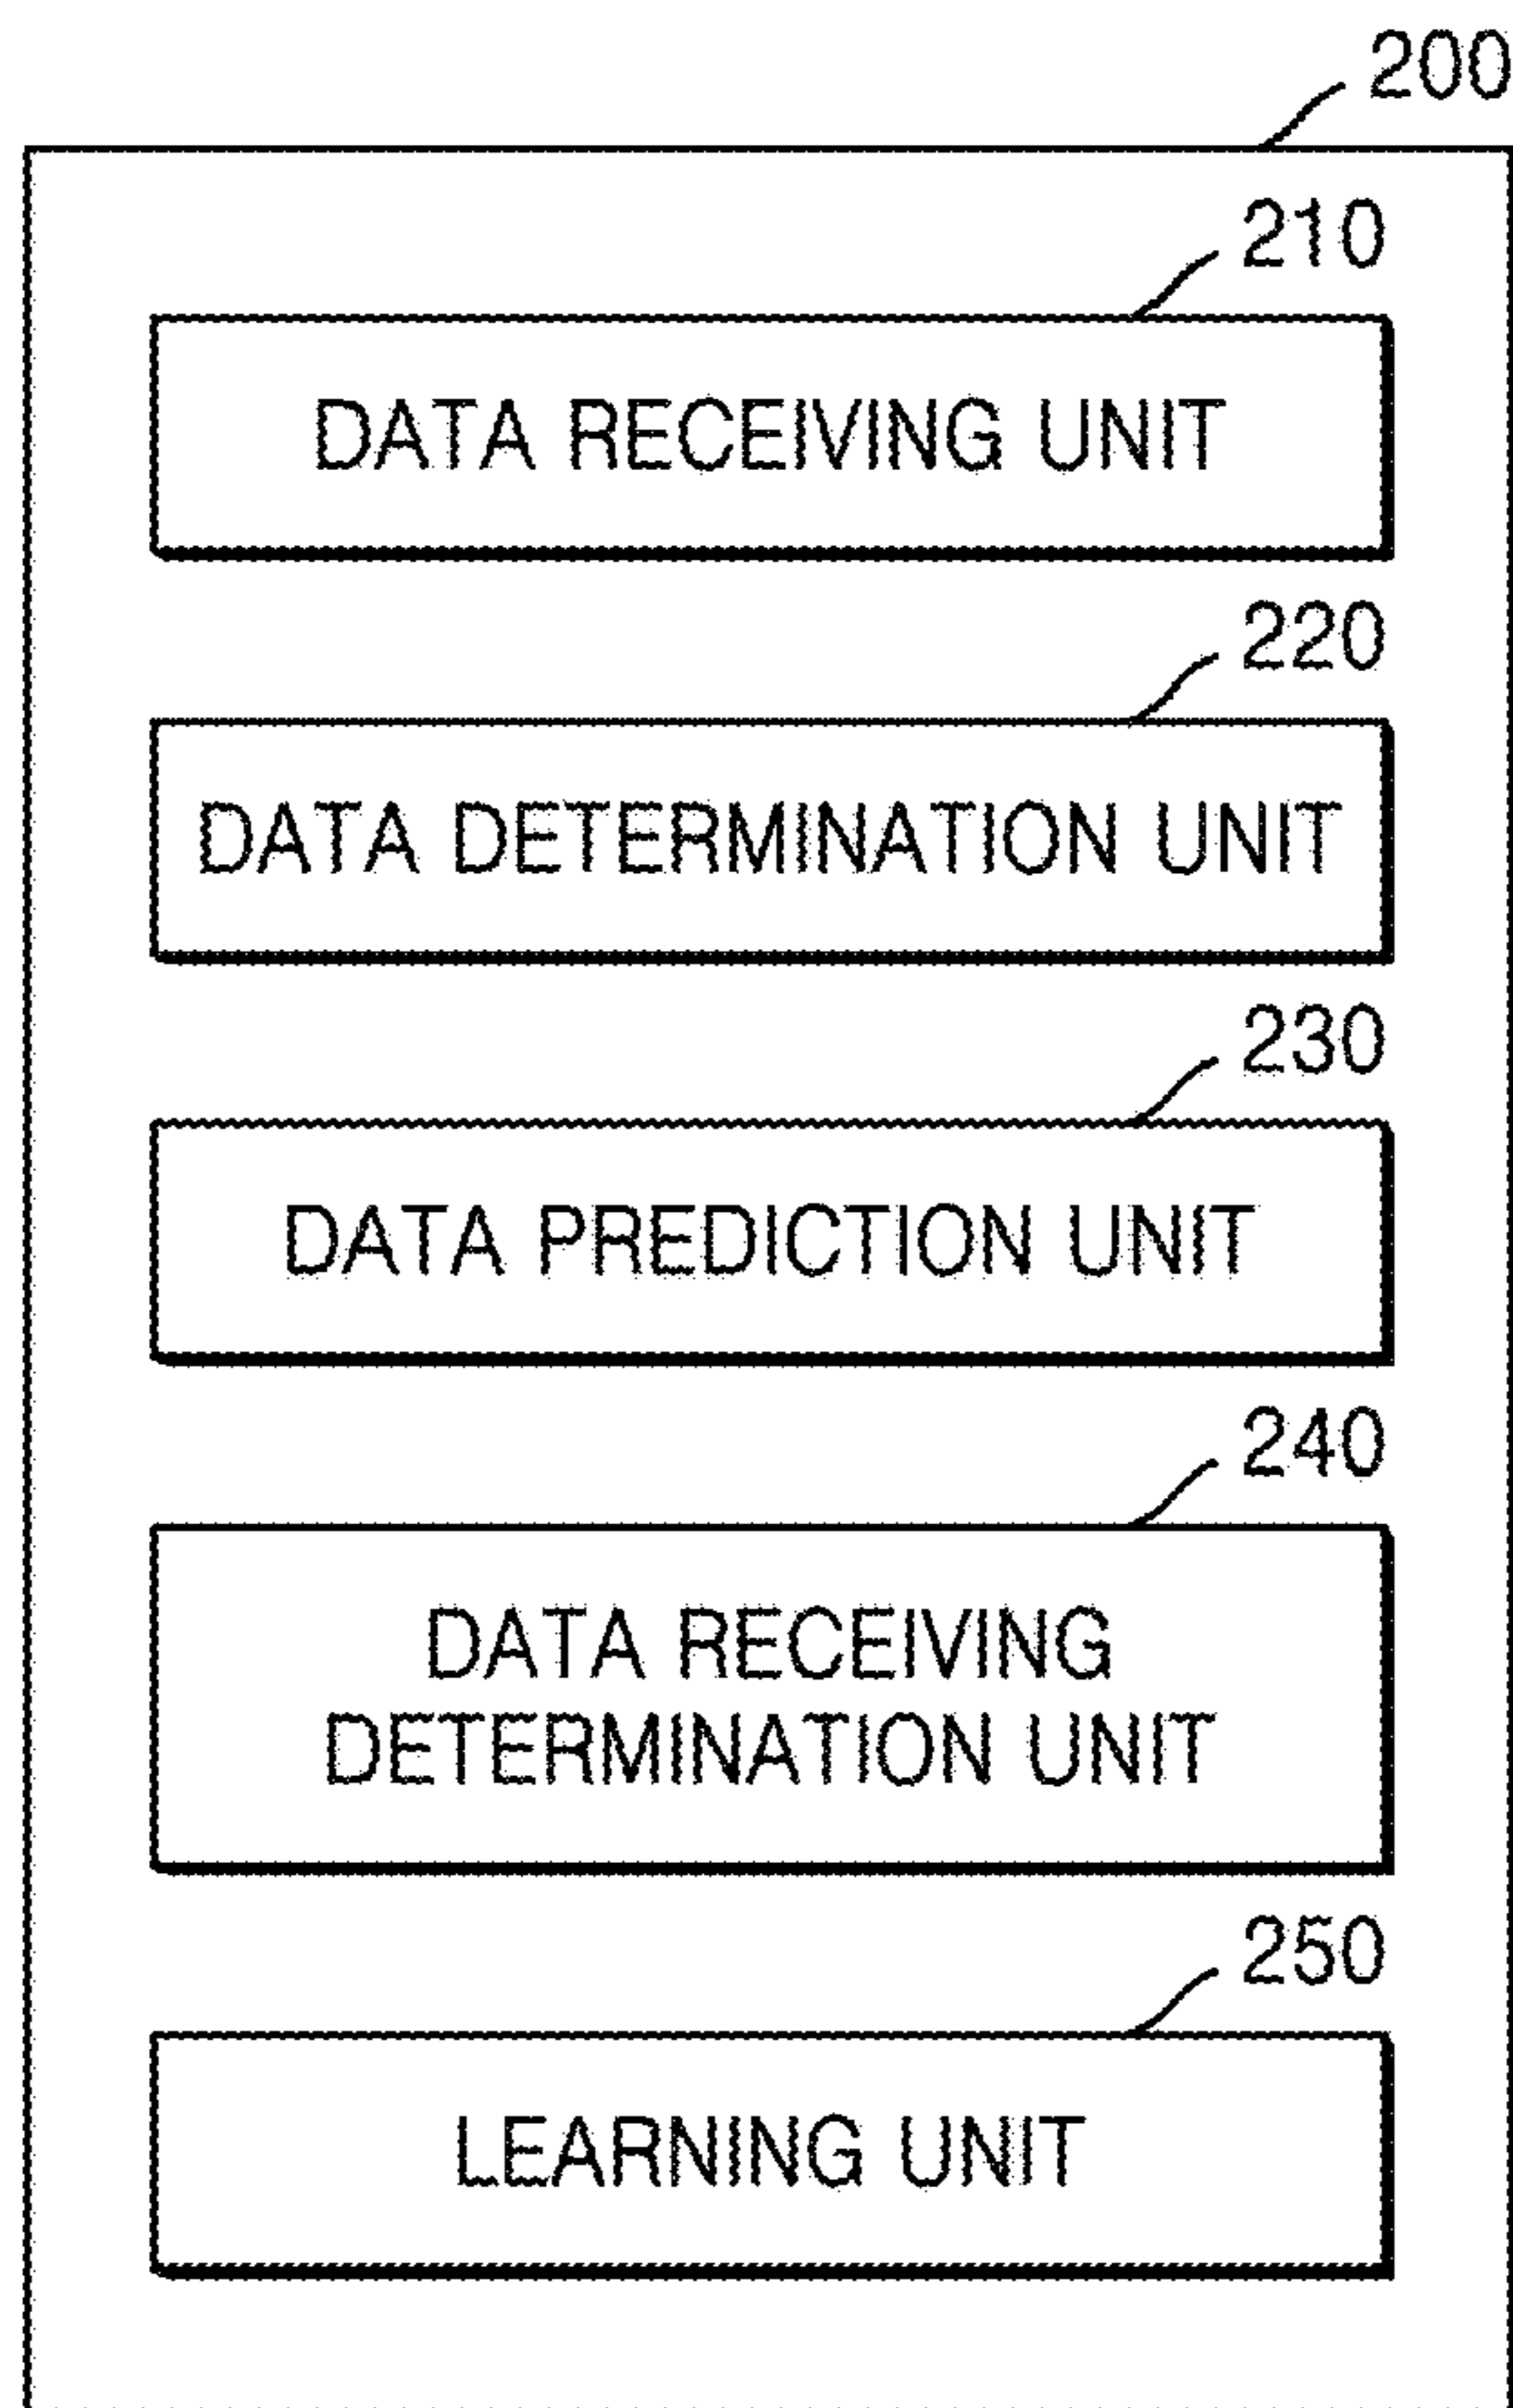 200
210
DATA RECEIVING UNIT
220
DATA DETERMINATION UNIT
230
DATA PREDICTION UNIT
240
DATA RECEIVING
DETERMINATION UNIT
250
LEARNING UNIT